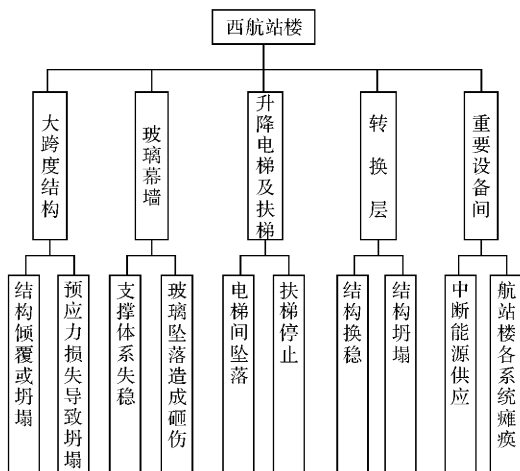 西航站楼
大跨度结构
玻璃幕墙
升降电梯及扶梯
转换层
重要设备间
结构倾覆或坍塌
预应力损失导致坍塌
支撑体系失稳
玻璃坠落造成砸伤
电梯间坠落
扶梯停止
结构换稳
结构坍塌
中断能源供应
航站楼各系统瘫痪